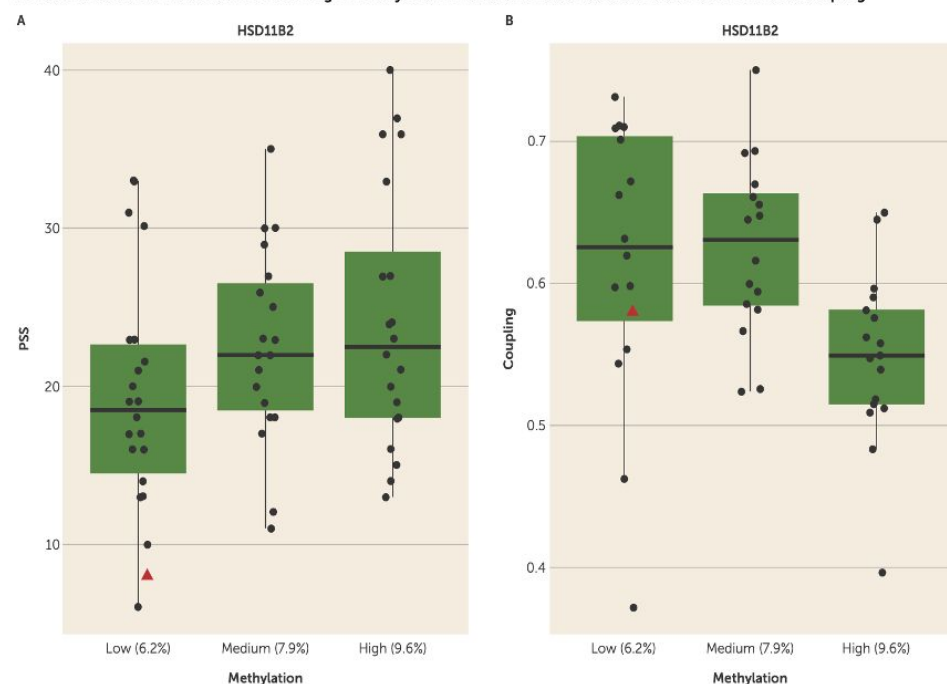 A
HSD11B2
40
30
20
10
PSS
Low (6.2%)
Medium (7.9%)
High (9.6%)
Methylation
B
HSD11B2
0.7
0.6
0.5
0.4
Coupling
Low (6.2%)
Medium (7.9%)
High (9.6%)
Methylation